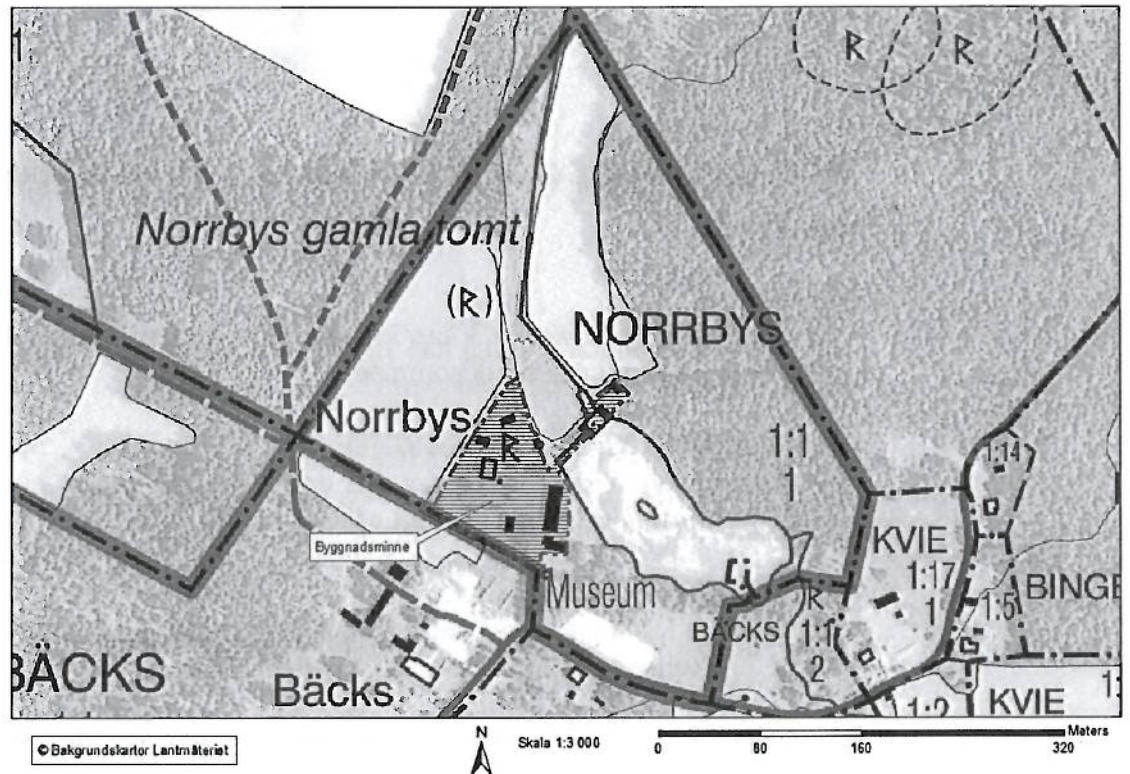 1
R
R
Norrbys gamla tomt
(R)
NORRBYS
Norrbys
R
1:1
1
1:14
Byggnadsminne
KVIE
1:17
1
1:5
BINGE
Museum
R
BÄCKS
1:1
2
BÄCKS
Bäcks
KVIE
1:2
1:
© Bakgrundskartor Lantmäteriet
N
Skala 1:3 000
Meters
0 80 160 320